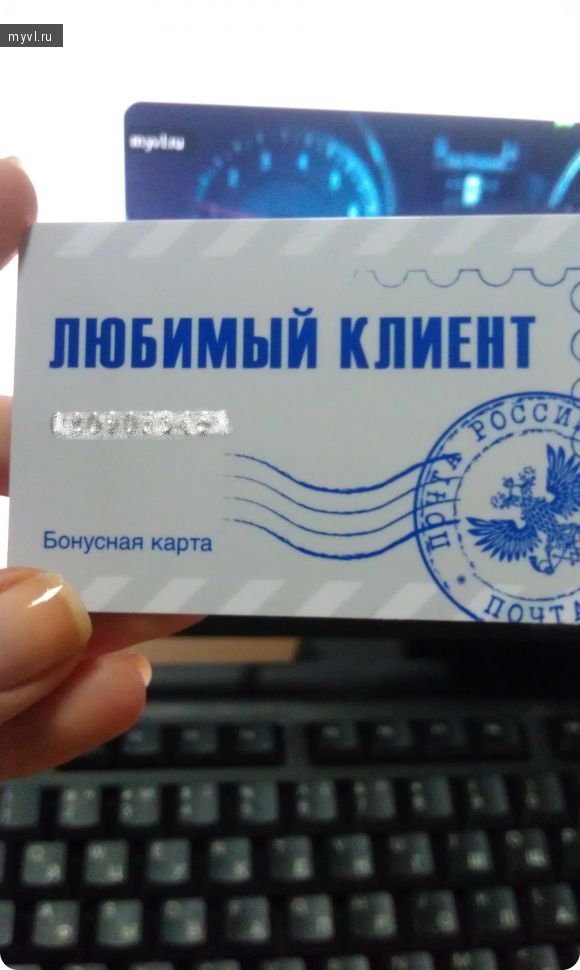 myvl.ru
myvl.ru
ЛЮБИМЫЙ КЛИЕНТ
ПОЧТА РОССИИ
Бонусная карта
* ПОЧТА